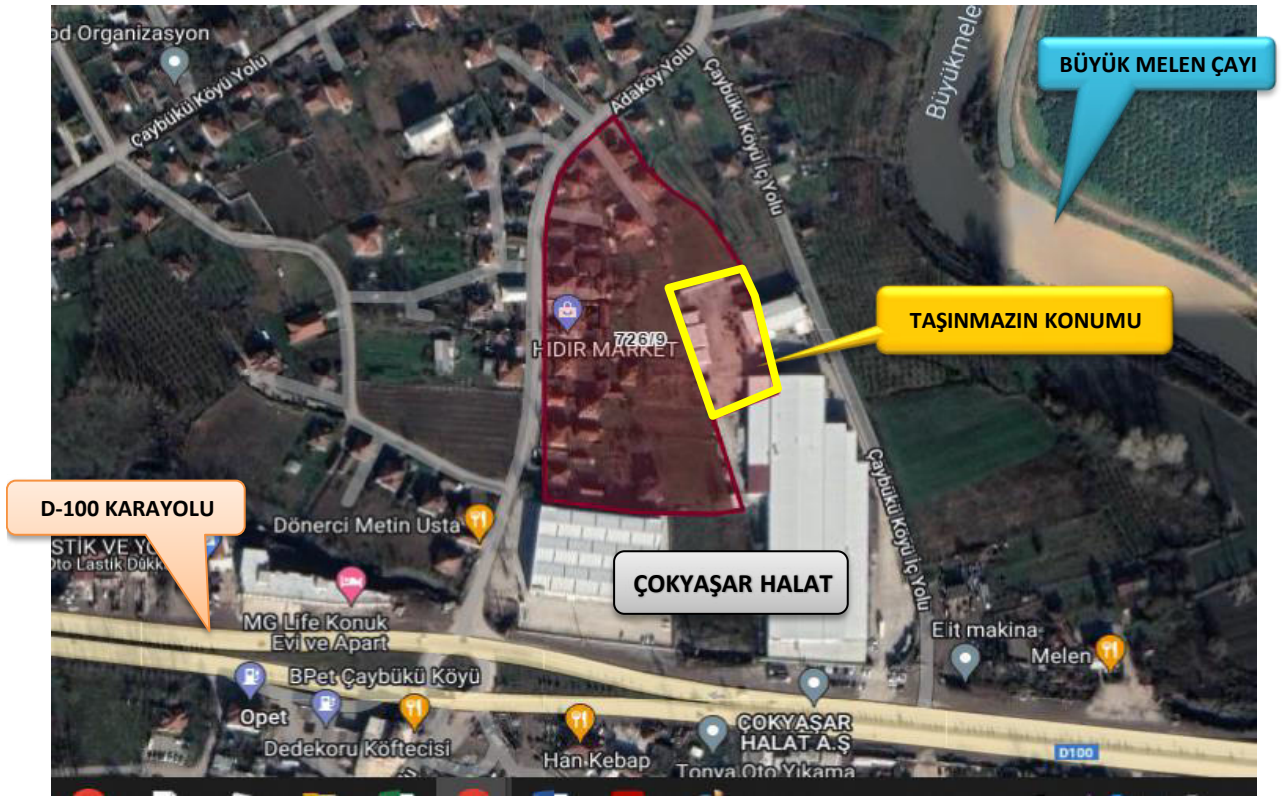 od Organizasyon
Çaybükü Köyü Yolu
Adaköy Yolu
Çaybükü Köyü İç Yolu
Büyükmele
BÜYÜK MELEN ÇAYI
TAŞINMAZIN KONUMU
726/9
HIDIR MARKET
D-100 KARAYOLU
Dönerci Metin Usta
STİK VE YO
Oto Lastik Dükk
ÇOKYAŞAR HALAT
Çaybükü Köyü İç Yolu
MG Life Konuk
Evi ve Apart
Elit makina
Melen
BPet Çaybükü Köyü
Opet
Dedekoru Köftecisi
Han Kebap
ÇOKYAŞAR
HALAT A.Ş
Tonya Oto Yıkama
D100